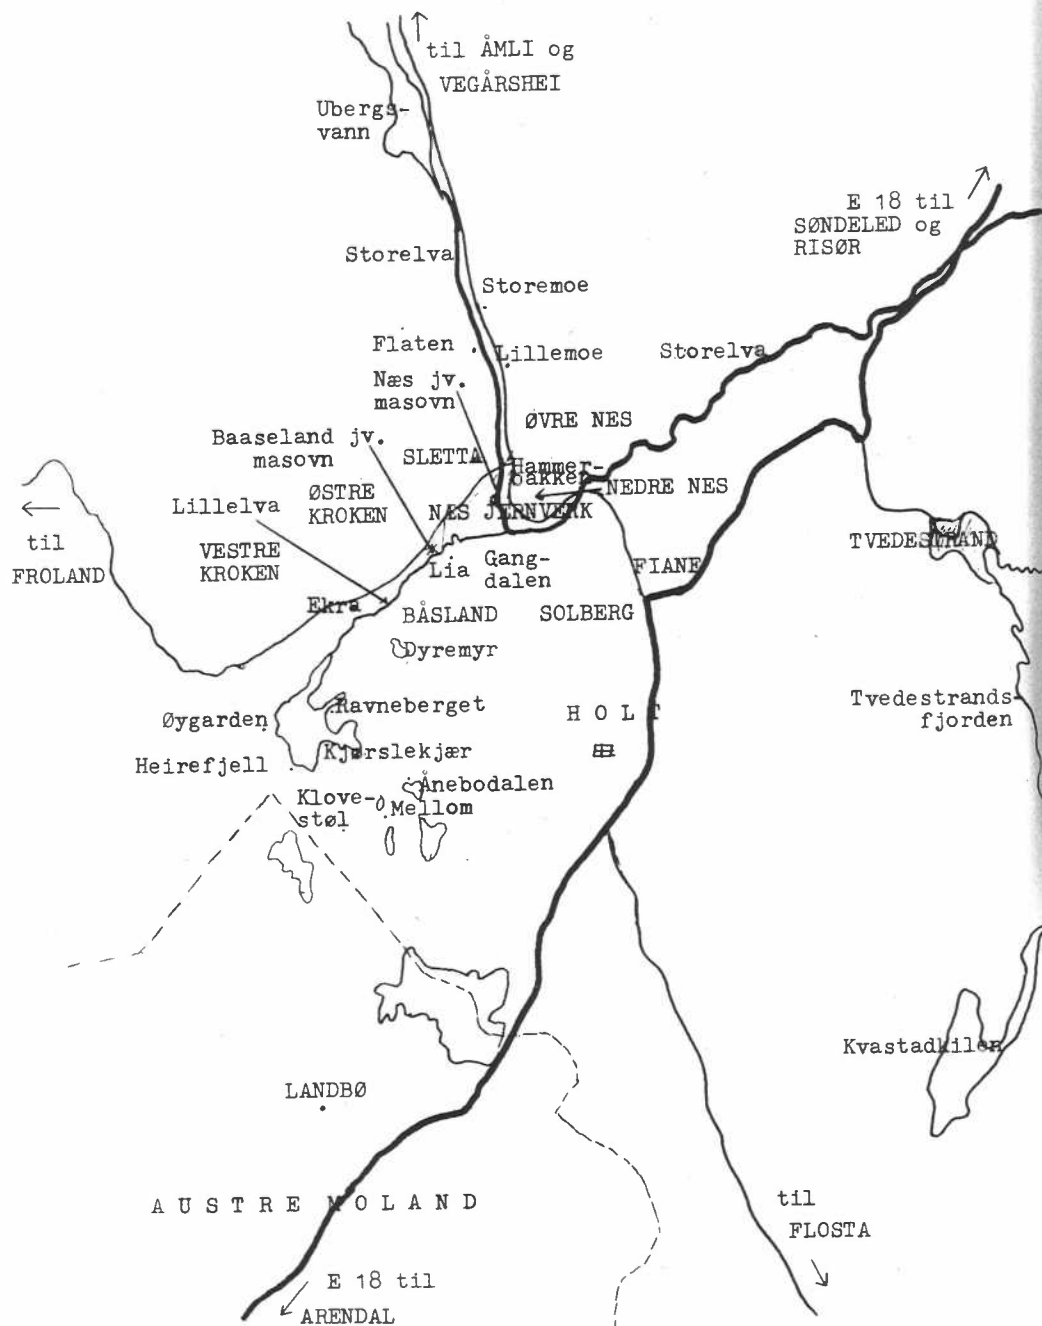 til ÅMLI og
VEGÅRSHEI
Ubergs-
vann
E 18 til
SØNDELED og
RISØR
Storelva
Storemoe
Flaten
Lillemoe
Storelva
Næs jv.
masovn
ØVRE NES
Baaseland jv.
masovn
SLETTA
Hammer-
bakken
NEDRE NES
Lillelva
ØSTRE
KROKEN
NÆS JERNVERK
til
FROLAND
VESTRE
KROKEN
Lia
Gang-
dalen
FIANE
TVEDESTRAND
Ekra
BÅSLAND
SOLBERG
Dyremyr
Øygarden
Ravneberget
HOLT
Tvedestrands-
fjorden
Heirefjell
Kjørslekjær
Ånebodalen
Klove-
støl
Mellom
Kvastadkilen
LANDBØ
AUSTRE MOLAND
til
FLOSTA
E 18 til
ARENDAL